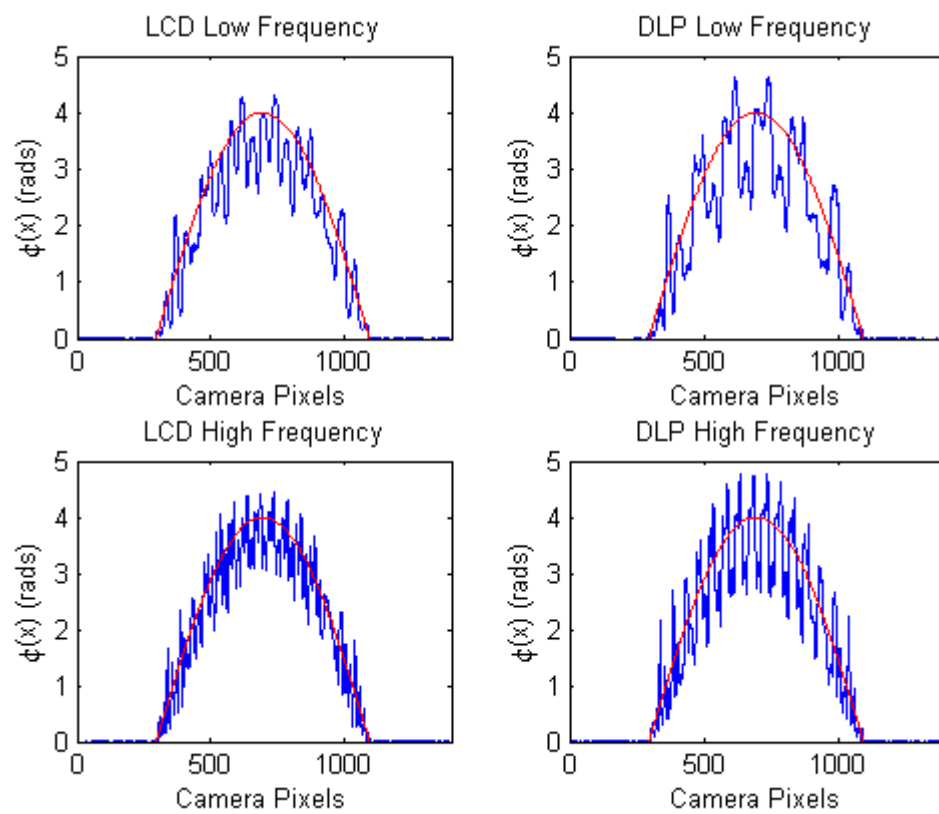 LCD Low Frequency
5
4
3
2
1
0
ϕ(x) (rads)
0 500 1000
Camera Pixels
DLP Low Frequency
5
4
3
2
1
0
ϕ(x) (rads)
0 500 1000
Camera Pixels
LCD High Frequency
5
4
3
2
1
0
ϕ(x) (rads)
0 500 1000
Camera Pixels
DLP High Frequency
5
4
3
2
1
0
ϕ(x) (rads)
0 500 1000
Camera Pixels